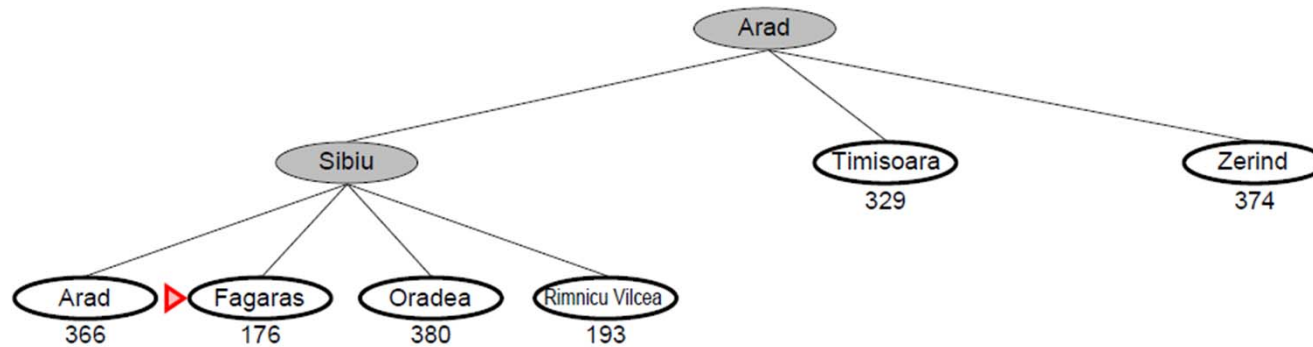 Arad
Sibiu
Timisoara
Zerind
329
374
Arad
Fagaras
Oradea
Rimnicu Vilcea
366
176
380
193